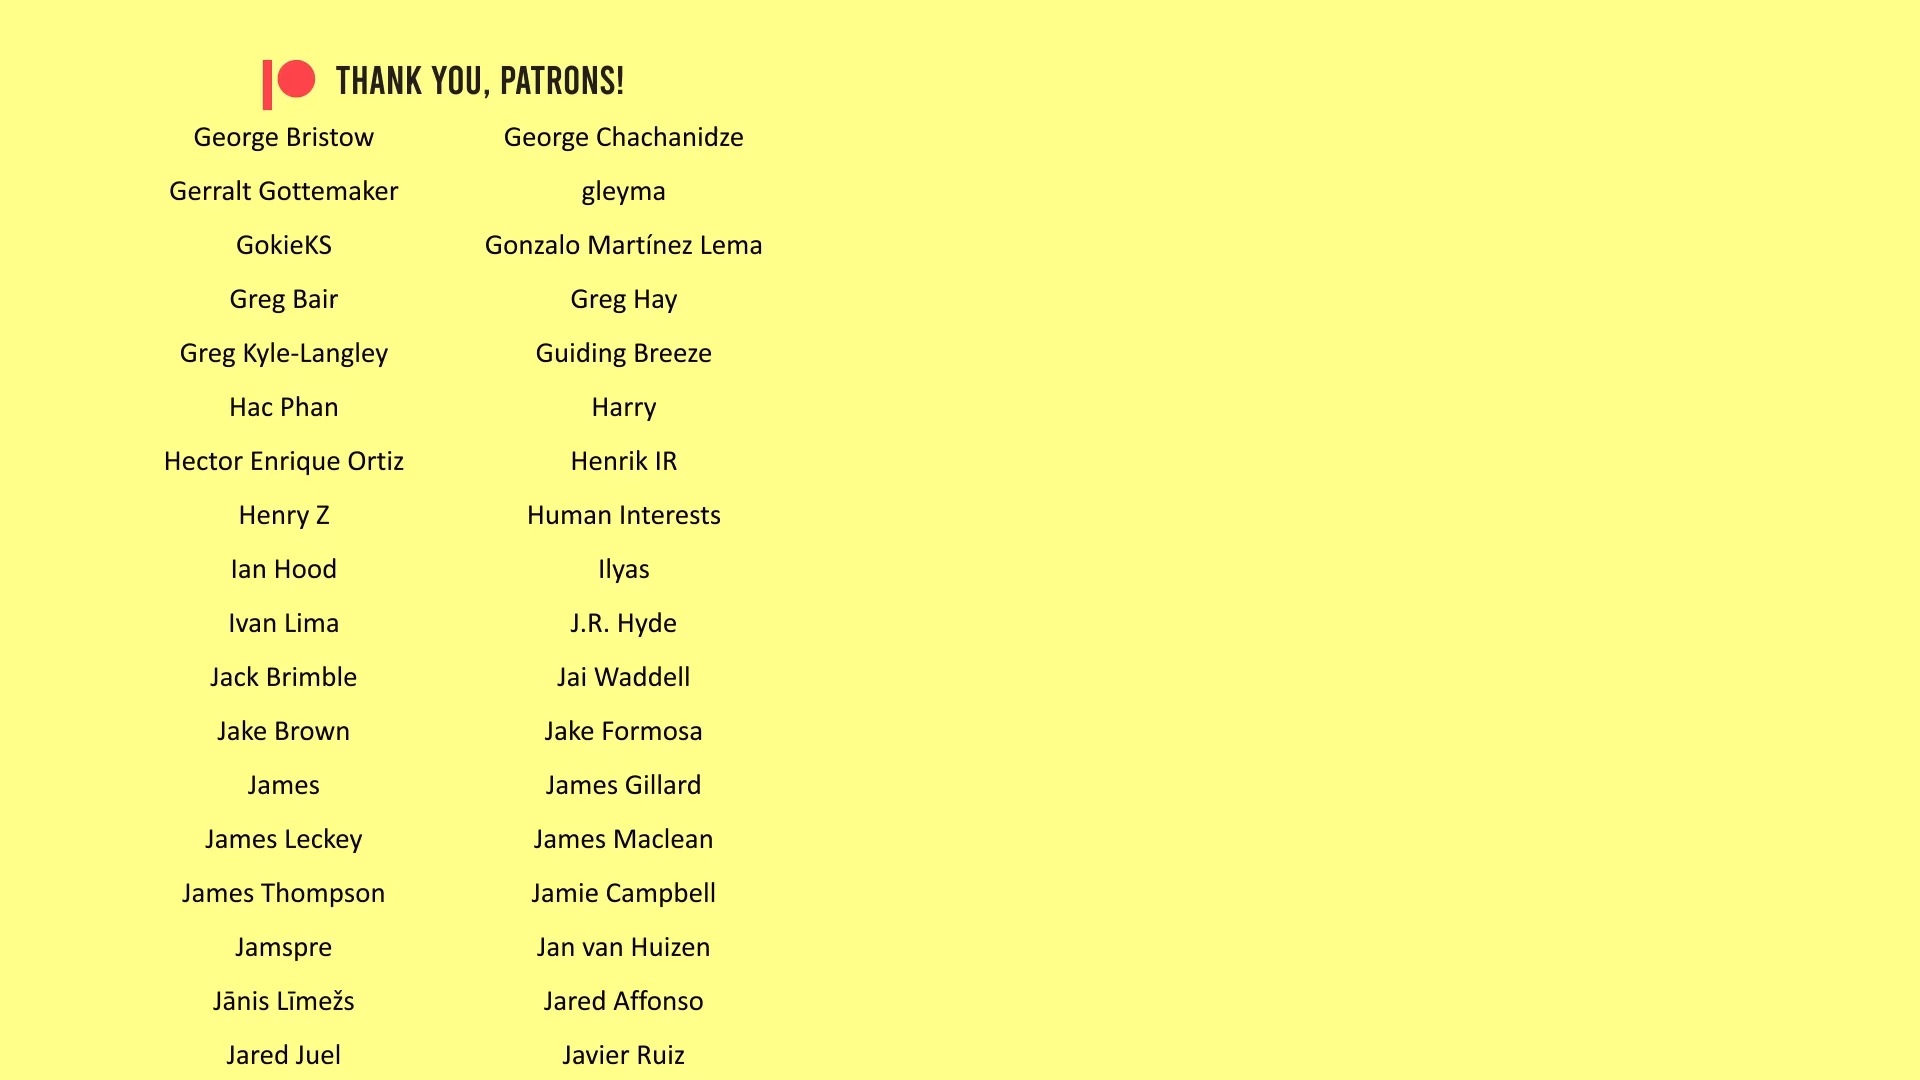 THANK YOU, PATRONS!
George Bristow George Chachanidze
Gerralt Gottemaker gleyma
GokieKS Gonzalo Martínez Lema
Greg Bair Greg Hay
Greg Kyle-Langley Guiding Breeze
Hac Phan Harry
Hector Enrique Ortiz Henrik IR
Henry Z Human Interests
Ian Hood Ilyas
Ivan Lima J.R. Hyde
Jack Brimble Jai Waddell
Jake Brown Jake Formosa
James James Gillard
James Leckey James Maclean
James Thompson Jamie Campbell
Jamspre Jan van Huizen
Jānis Līmežs Jared Affonso
Jared Juel Javier Ruiz